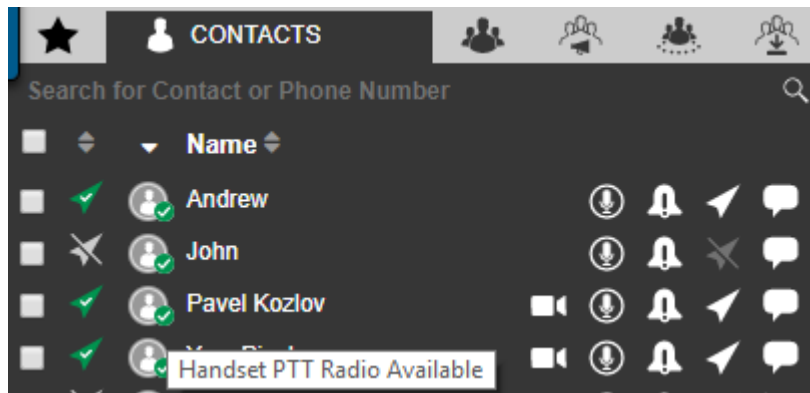 CONTACTS
Search for Contact or Phone Number
Name
Andrew
John
Pavel Kozlov
Handset PTT Radio Available